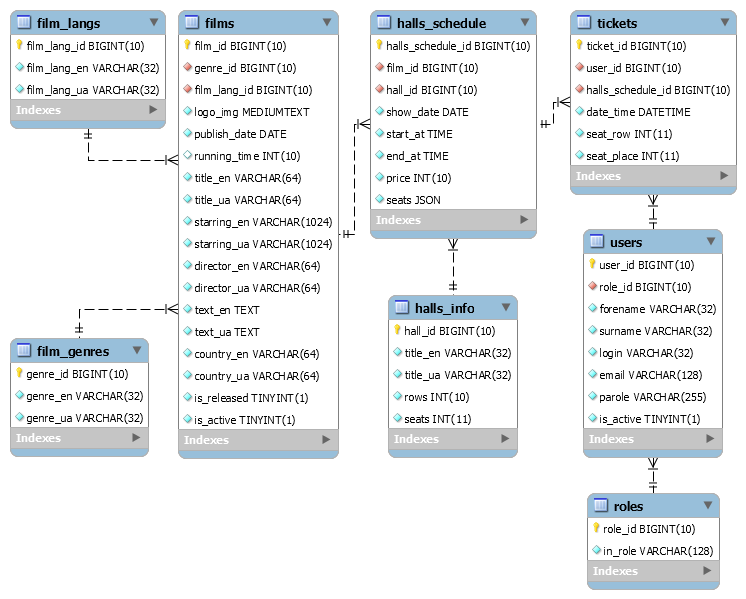 film_langs
film_lang_id BIGINT(10)
film_lang_en VARCHAR(32)
film_lang_ua VARCHAR(32)
Indexes
films
film_id BIGINT(10)
genre_id BIGINT(10)
film_lang_id BIGINT(10)
logo_img MEDIUMTEXT
publish_date DATE
running_time INT(10)
title_en VARCHAR(64)
title_ua VARCHAR(64)
starring_en VARCHAR(1024)
starring_ua VARCHAR(1024)
director_en VARCHAR(64)
director_ua VARCHAR(64)
text_en TEXT
text_ua TEXT
country_en VARCHAR(64)
country_ua VARCHAR(64)
is_released TINYINT(1)
is_active TINYINT(1)
Indexes
film_genres
genre_id BIGINT(10)
genre_en VARCHAR(32)
genre_ua VARCHAR(32)
Indexes
halls_schedule
halls_schedule_id BIGINT(10)
film_id BIGINT(10)
hall_id BIGINT(10)
show_date DATE
start_at TIME
end_at TIME
price INT(10)
seats JSON
Indexes
halls_info
hall_id BIGINT(10)
title_en VARCHAR(32)
title_ua VARCHAR(32)
rows INT(10)
seats INT(11)
Indexes
tickets
ticket_id BIGINT(10)
user_id BIGINT(10)
halls_schedule_id BIGINT(10)
date_time DATETIME
seat_row INT(11)
seat_place INT(11)
Indexes
users
user_id BIGINT(10)
role_id BIGINT(10)
forename VARCHAR(32)
surname VARCHAR(32)
login VARCHAR(32)
email VARCHAR(128)
parole VARCHAR(255)
is_active TINYINT(1)
Indexes
roles
role_id BIGINT(10)
in_role VARCHAR(128)
Indexes